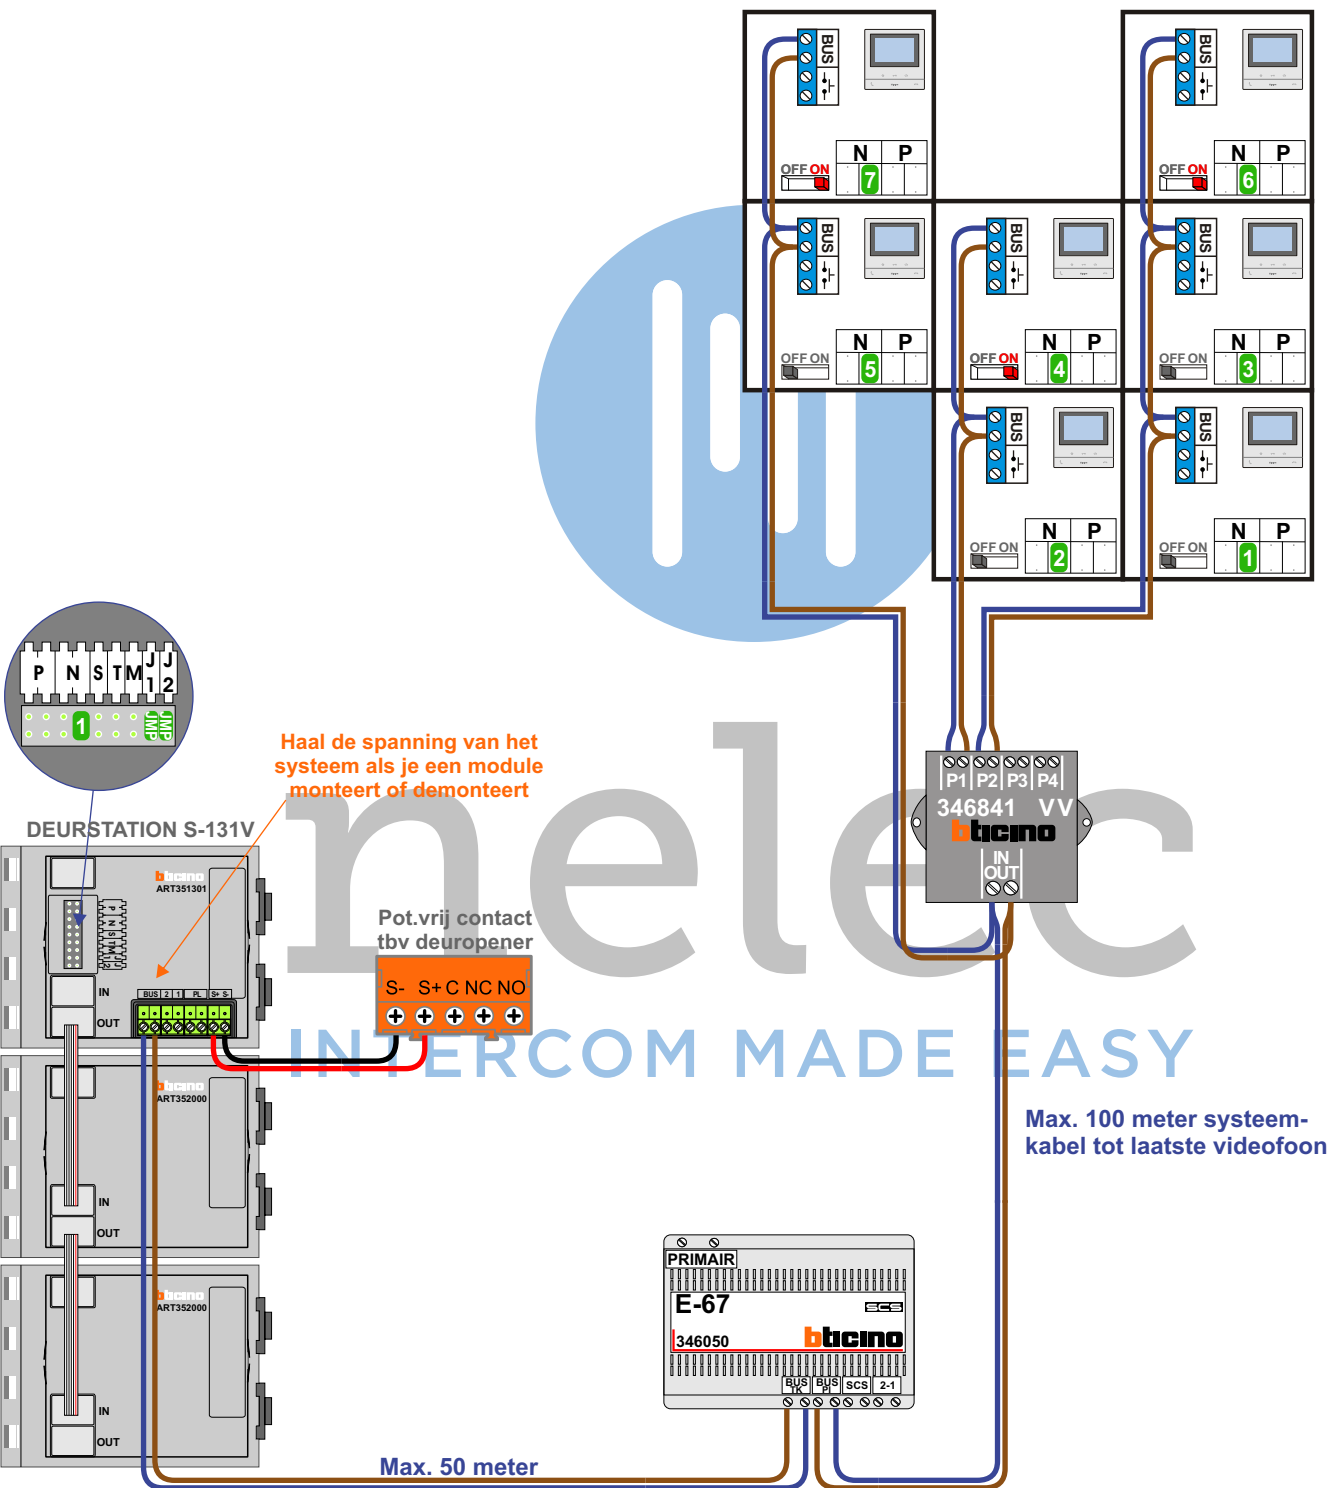 BUS
N P
OFF ON
7
BUS
N P
OFF ON
6
BUS
N P
OFF ON
5
BUS
N P
OFF ON
4
BUS
N P
OFF ON
3
BUS
N P
OFF ON
2
BUS
N P
OFF ON
1
P N S T M J1 J2
1 JMP JMP
Haal de spanning van het
systeem als je een module
monteert of demonteert
DEURSTATION S-131V
bticino
ART351301
P N S T M J1 J2
IN
OUT
BUS 2 1 PL S+ S-
Pot.vrij contact
tbv deuropener
S- S+ C NC NO
P1 P2 P3 P4
346841 VV
bticino
IN
OUT
nelec
INTERCOM MADE EASY
bticino
ART352000
IN
OUT
bticino
ART352000
IN
OUT
Max. 100 meter systeem-
kabel tot laatste videofoon
PRIMAIR
E-67
SCS
346050
bticino
BUS TK BUS PI SCS 2-1
Max. 50 meter